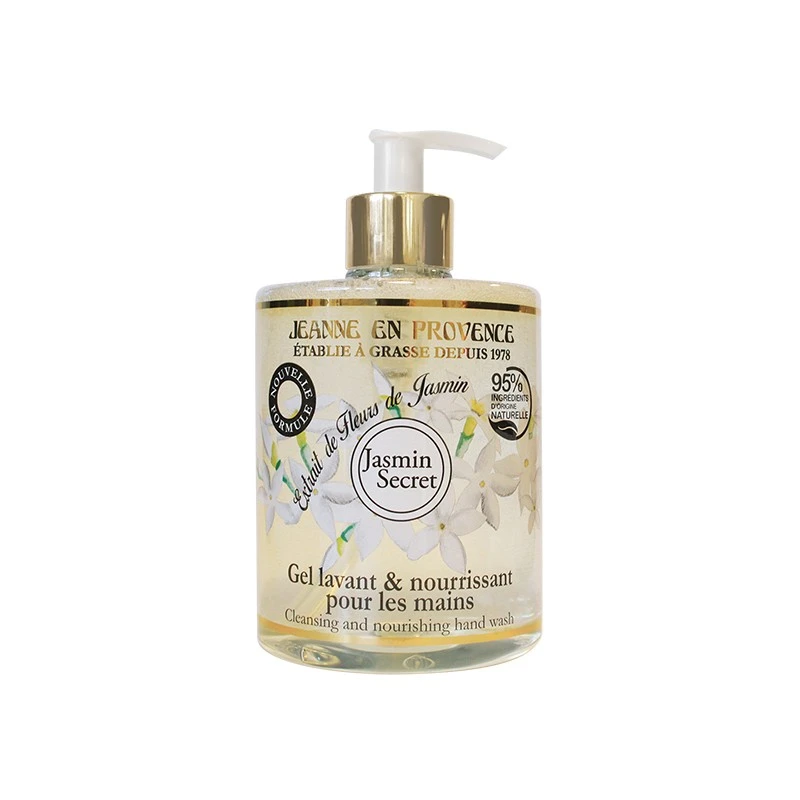 JEANNE EN PROVENCE
ÉTABLIE À GRASSE DEPUIS 1978
NOUVELLE
FORMULE
Extrait de Fleurs de Jasmin
95%
INGRÉDIENTS
D'ORIGINE
NATURELLE
Jasmin
Secret
Gel lavant & nourrissant
pour les mains
Cleansing and nourishing hand wash